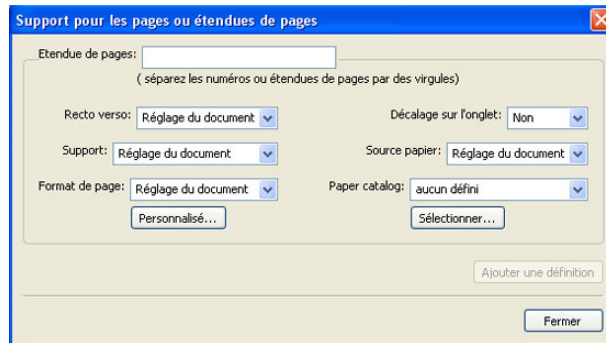 Support pour les pages ou étendues de pages
Etendue de pages:
( séparez les numéros ou étendues de pages par des virgules)
Recto verso: Réglage du document Décalage sur l'onglet: Non
Support: Réglage du document Source papier: Réglage du document
Format de page: Réglage du document Paper catalog: aucun défini
Personnalisé... Sélectionner...
Ajouter une définition
Fermer